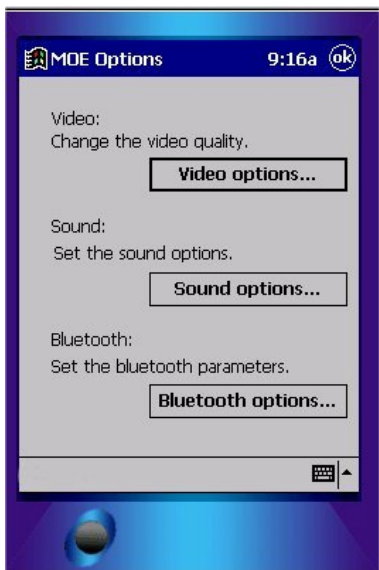 MOE Options 9:16a ok
Video:
Change the video quality.
Video options...
Sound:
Set the sound options.
Sound options...
Bluetooth:
Set the bluetooth parameters.
Bluetooth options...